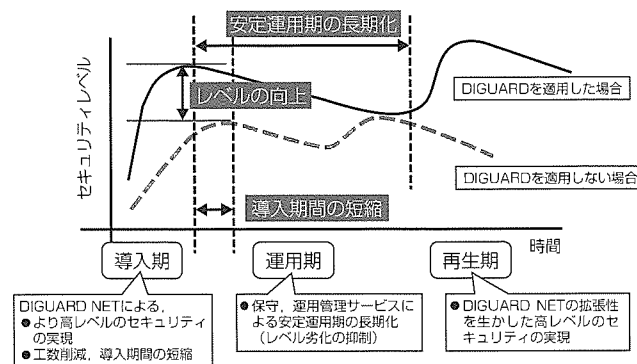 安定運用期の長期化
レベルの向上
セキュリティレベル
DIGUARDを適用した場合
DIGUARDを適用しない場合
導入期間の短縮
時間
導入期
運用期
再生期
DIGUARD NETによる,
●より高レベルのセキュリティ
の実現
●工数削減,導入期間の短縮
●保守,運用管理サービスに
よる安定運用期の長期化
(レベル劣化の抑制)
●DIGUARD NETの拡張性
を生かした高レベルのセ
キュリティの実現